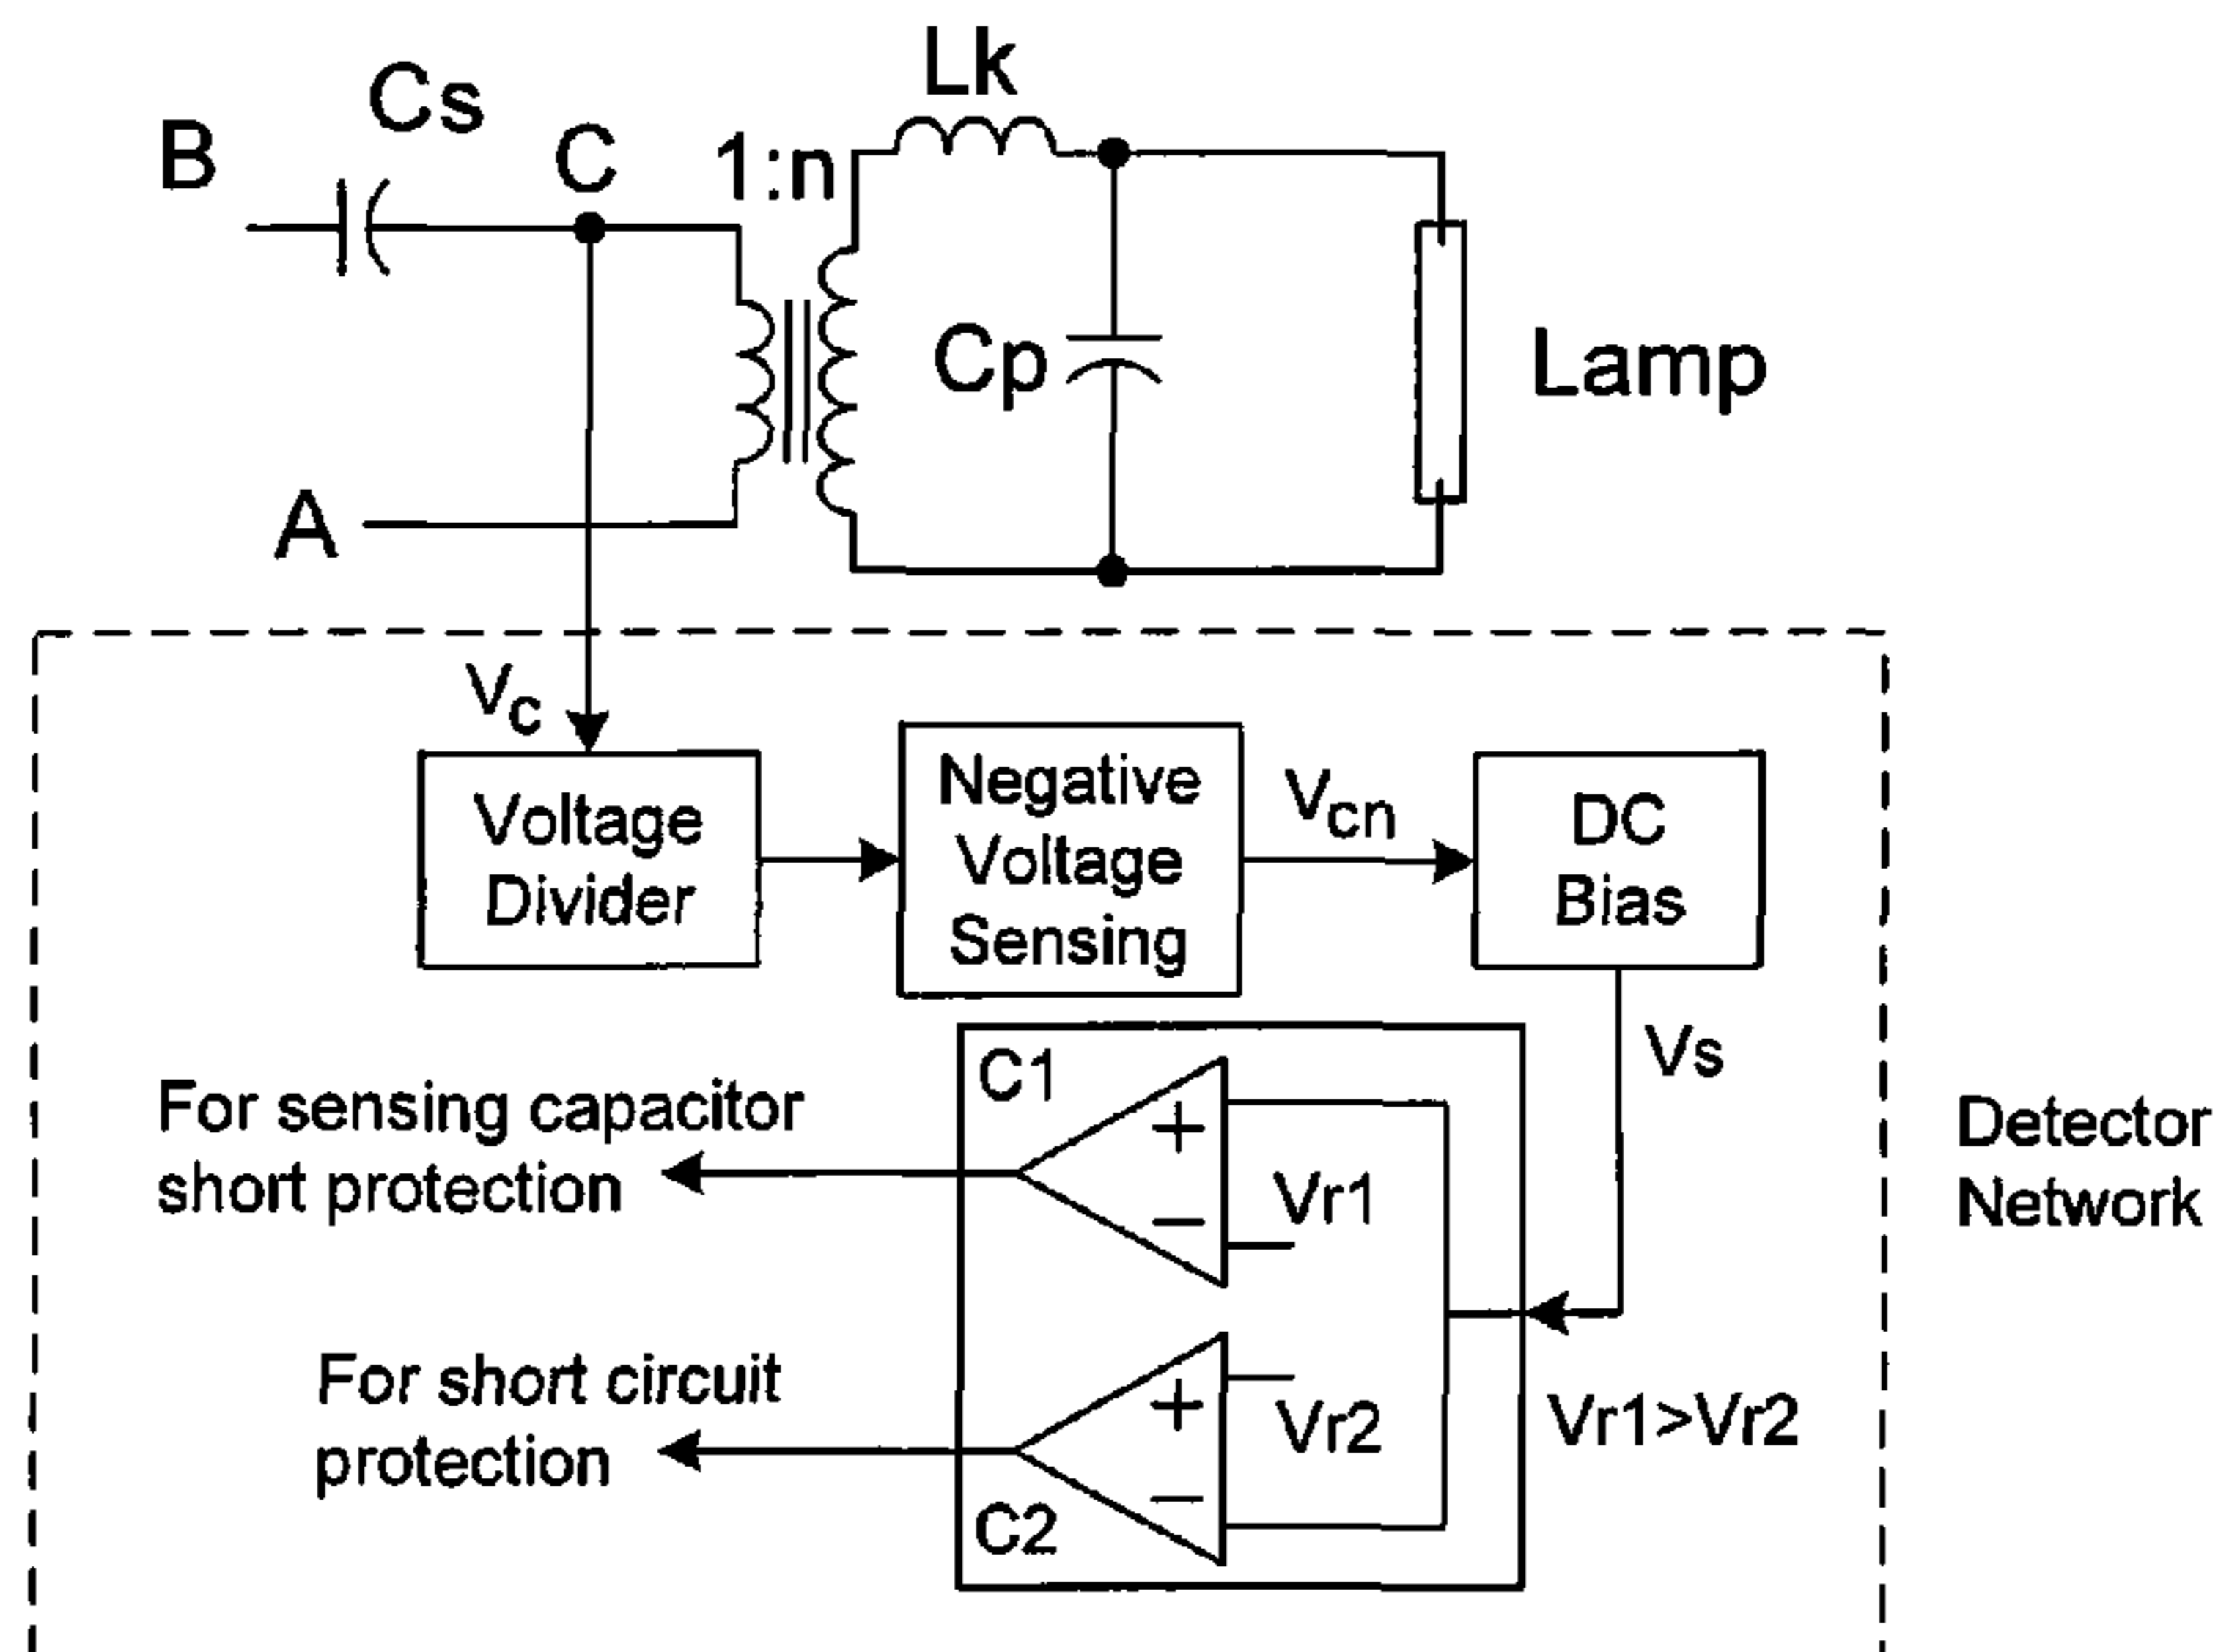 Lk
Cs
B
C
1:n
Cp
Lamp
A
Vc
Voltage
Divider
Negative
Voltage
Sensing
Vcn
DC
Bias
Vs
C1
+
−
Vr1
For sensing capacitor
short protection
Detector
Network
For short circuit
protection
+
−
Vr2
Vr1>Vr2
C2